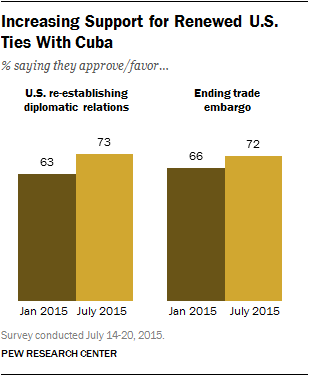 Increasing Support for Renewed U.S.
Ties With Cuba
% saying they approve/favor...
U.S. re-establishing
diplomatic relations
Ending trade
embargo
63
73
66
72
Jan 2015
July 2015
Jan 2015
July 2015
Survey conducted July 14-20, 2015.
PEW RESEARCH CENTER